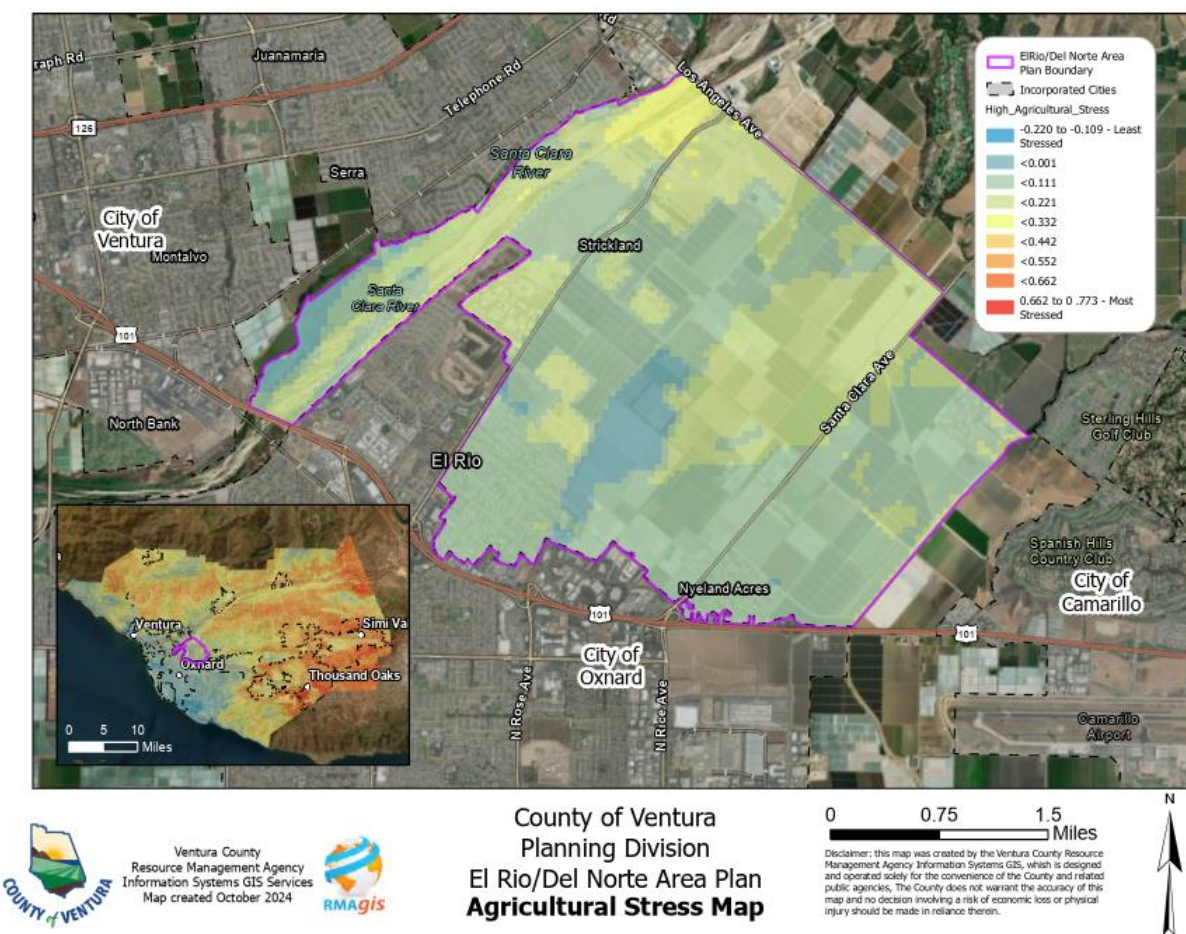 raph Rd
Juanamaria
Telephone Rd
Rd
Los Angeles Ave
126
Santa Clara
River
Serra
City of
Ventura
Montalvo
Strickland
Santa
Clara River
101
North Bank
El Rio
Santa Clara Ave
Sterling Hills
Golf Club
Spanish Hills
Country Club
City of
Camarillo
Nyeland Acres
101
101
City of
Oxnard
N Rose Ave
N Rice Ave
Camarillo
Airport
ElRio/Del Norte Area
Plan Boundary
Incorporated Cities
High_Agricultural_Stress
-0.220 to -0.109 - Least
Stressed
<0.001
<0.111
<0.221
<0.332
<0.442
<0.552
<0.662
0.662 to 0 .773 - Most
Stressed
Ventura
Oxnard
Simi Va
Thousand Oaks
0 5 10
Miles
COUNTY of VENTURA
Ventura County
Resource Management Agency
Information Systems GIS Services
Map created October 2024
RMAgis
County of Ventura
Planning Division
El Rio/Del Norte Area Plan
Agricultural Stress Map
0 0.75 1.5
Miles
Disclaimer: this map was created by the Ventura County Resource
Management Agency Information Systems GIS, which is designed
and operated solely for the convenience of the County and related
public agencies, The County does not warrant the accuracy of this
map and no decision involving a risk of economic loss or physical
injury should be made in reliance therein.
N